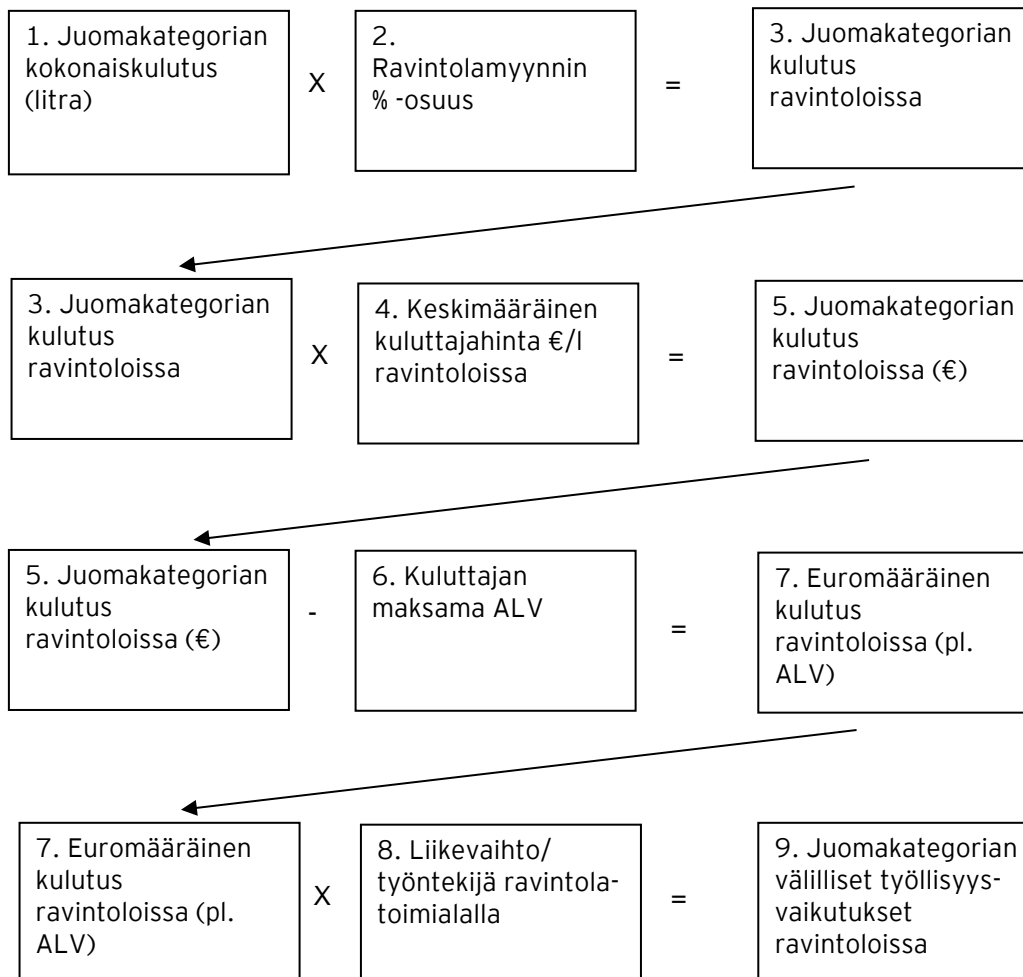 1. Juomakategorian
kokonaiskulutus
(litra)
X
2.
Ravintolamyynnin
% -osuus
=
3. Juomakategorian
kulutus
ravintoloissa
3. Juomakategorian
kulutus
ravintoloissa
X
4. Keskimääräinen
kuluttajahinta €/l
ravintoloissa
=
5. Juomakategorian
kulutus
ravintoloissa (€)
5. Juomakategorian
kulutus
ravintoloissa (€)
-
6. Kuluttajan
maksama ALV
=
7. Euromääräinen
kulutus
ravintoloissa (pl.
ALV)
7. Euromääräinen
kulutus
ravintoloissa (pl.
ALV)
X
8. Liikevaihto/
työntekijä ravintola-
toimialalla
=
9. Juomakategorian
välilliset työllisyys-
vaikutukset
ravintoloissa